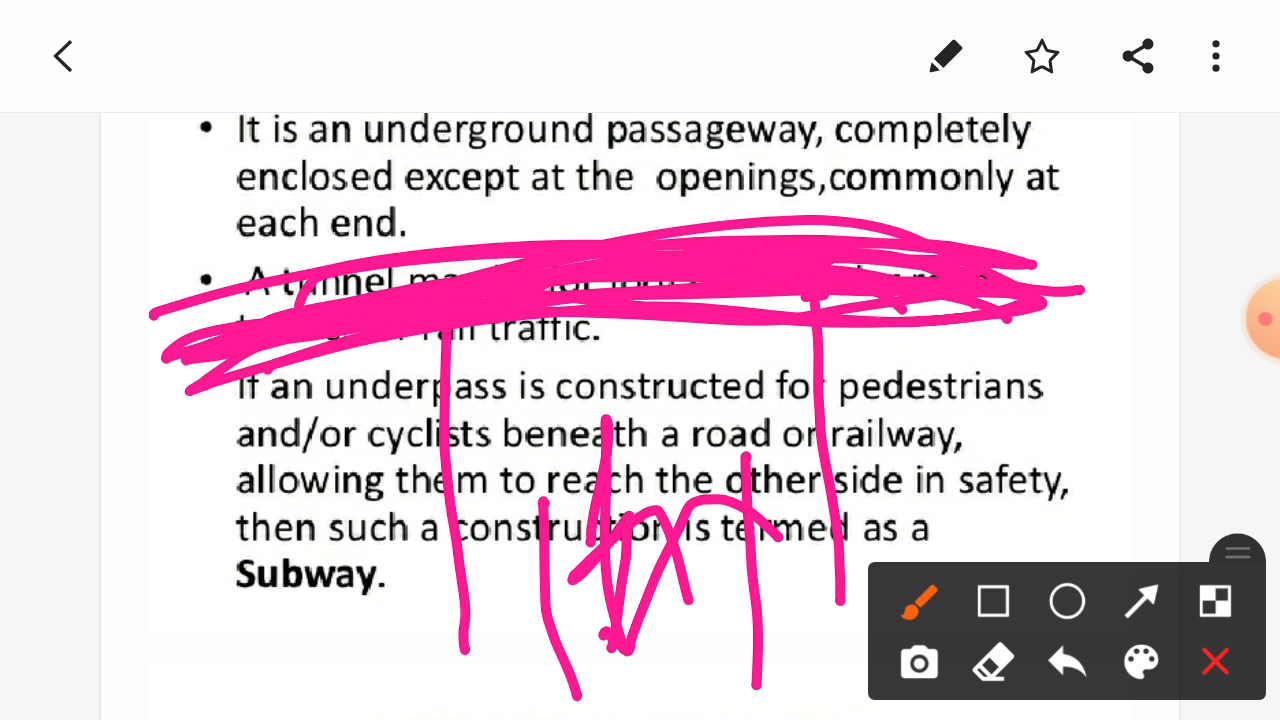 • It is an underground passageway, completely
enclosed except at the openings,commonly at
each end.
• A tunnel
traffic.
If an underpass is constructed for pedestrians
and/or cyclists beneath a road or railway,
allowing them to reach the other side in safety,
then such a construction is termed as a
Subway.